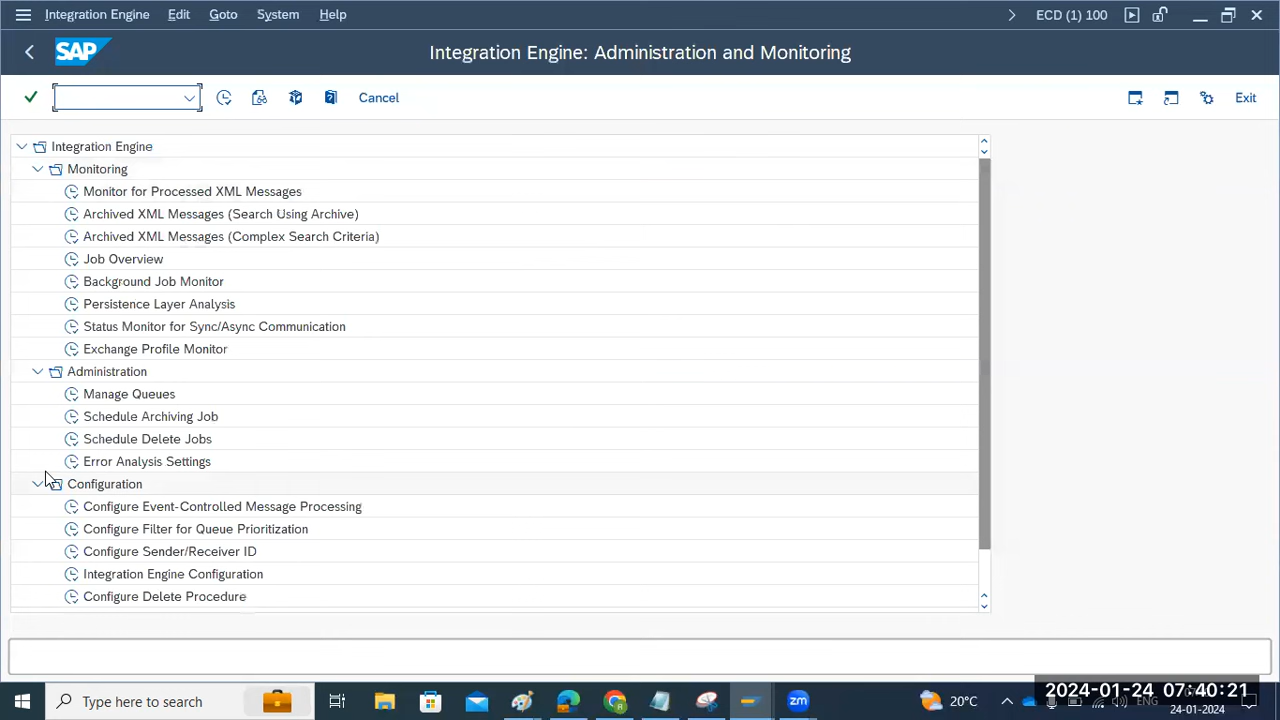 Integration Engine Edit Goto System Help ECD (1) 100
SAP Integration Engine: Administration and Monitoring
Cancel Exit
Integration Engine
Monitoring
Monitor for Processed XML Messages
Archived XML Messages (Search Using Archive)
Archived XML Messages (Complex Search Criteria)
Job Overview
Background Job Monitor
Persistence Layer Analysis
Status Monitor for Sync/Async Communication
Exchange Profile Monitor
Administration
Manage Queues
Schedule Archiving Job
Schedule Delete Jobs
Error Analysis Settings
Configuration
Configure Event-Controlled Message Processing
Configure Filter for Queue Prioritization
Configure Sender/Receiver ID
Integration Engine Configuration
Configure Delete Procedure
2024-01-24 07:40:21
Type here to search zm 20°C ENG
24-01-2024